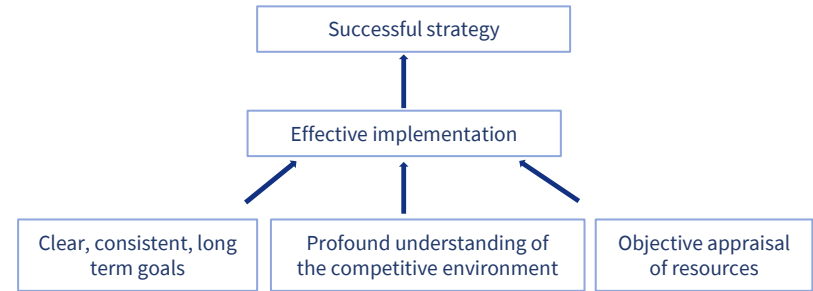 Successful strategy
Effective implementation
Clear, consistent, long
term goals
Profound understanding of
the competitive environment
Objective appraisal
of resources